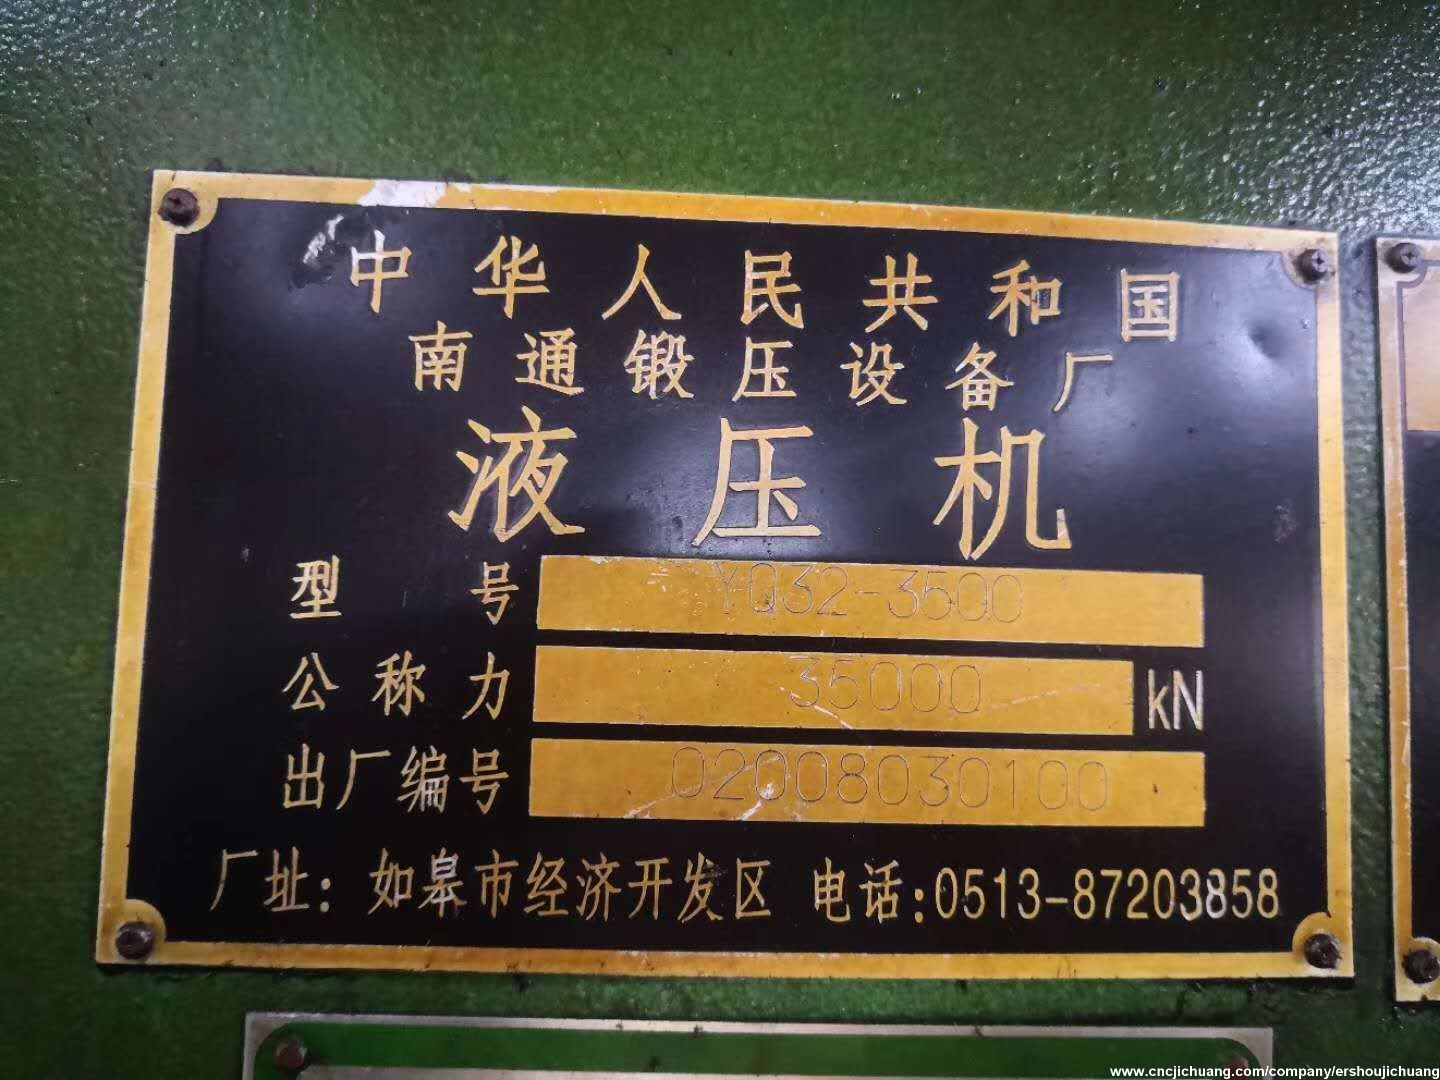 中华人民共和国
南通锻压设备厂
液压机
型号 YQ32-3500
公称力 35000 kN
出厂编号 02008030100
厂址：如皋市经济开发区 电话：0513-87203858
www.cncjichuang.com/company/ershoujichuang